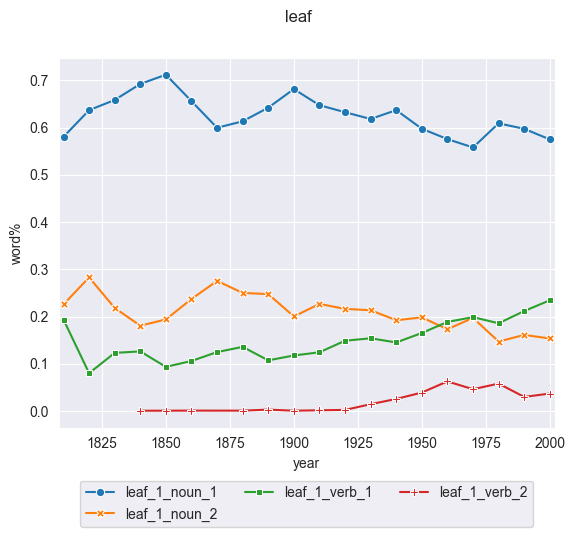 leaf
0.7
0.6
0.5
0.4
0.3
0.2
0.1
0.0
word%
1825 1850 1875 1900 1925 1950 1975 2000
year
leaf_1_noun_1 leaf_1_verb_1 leaf_1_verb_2
leaf_1_noun_2